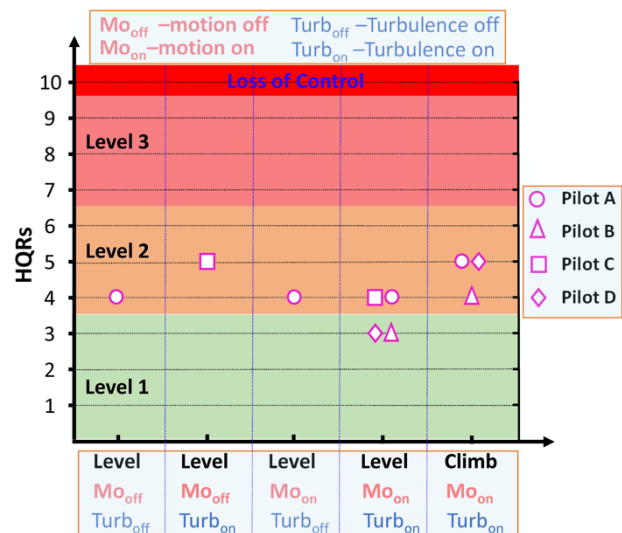 Mo_off –motion off Turb_off –Turbulence off
Mo_on–motion on Turb_on –Turbulence on
Loss of Control
10
9
Level 3
8
7
6
Level 2
5
4
3
2
Level 1
1
HQRs
Pilot A
Pilot B
Pilot C
Pilot D
Level Level Level Level Climb
Mo_off Mo_off Mo_on Mo_on Mo_on
Turb_off Turb_on Turb_off Turb_on Turb_on